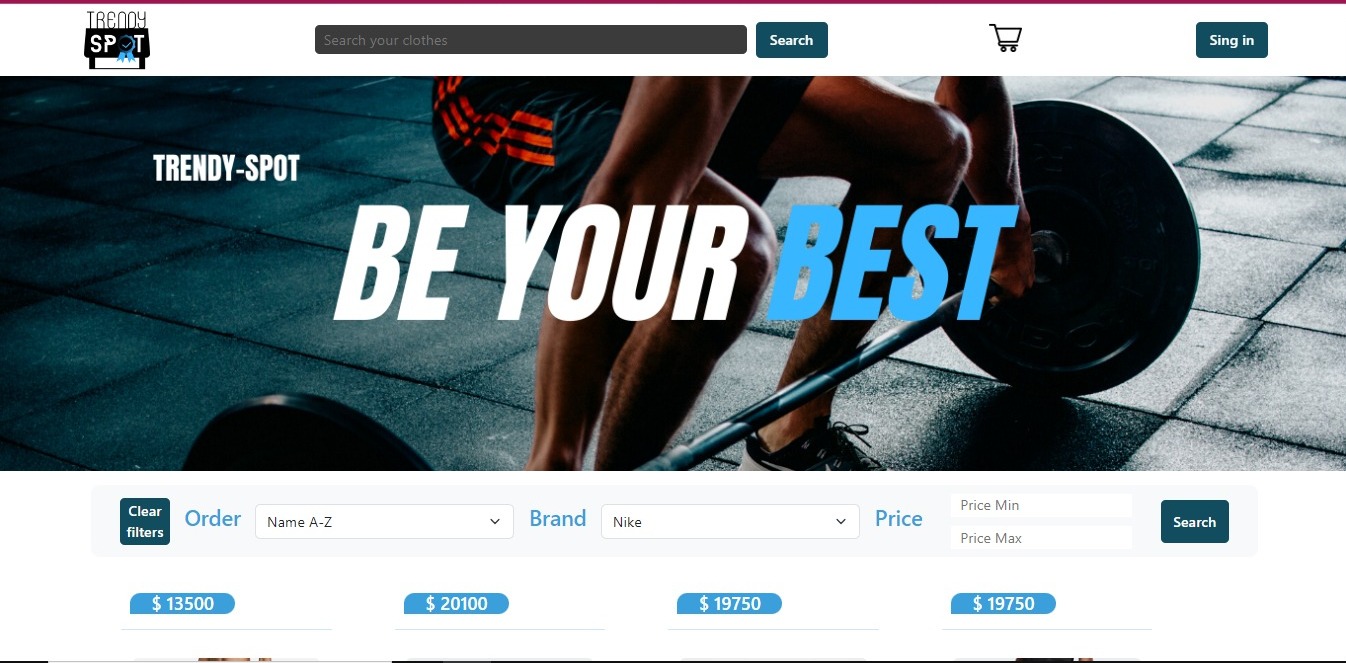 TRENDY
SPOT
Search your clothes
Search
Sing in
TRENDY-SPOT
BE YOUR BEST
Clear
filters
Order
Name A-Z
Brand
Nike
Price
Price Min
Price Max
Search
$ 13500
$ 20100
$ 19750
$ 19750